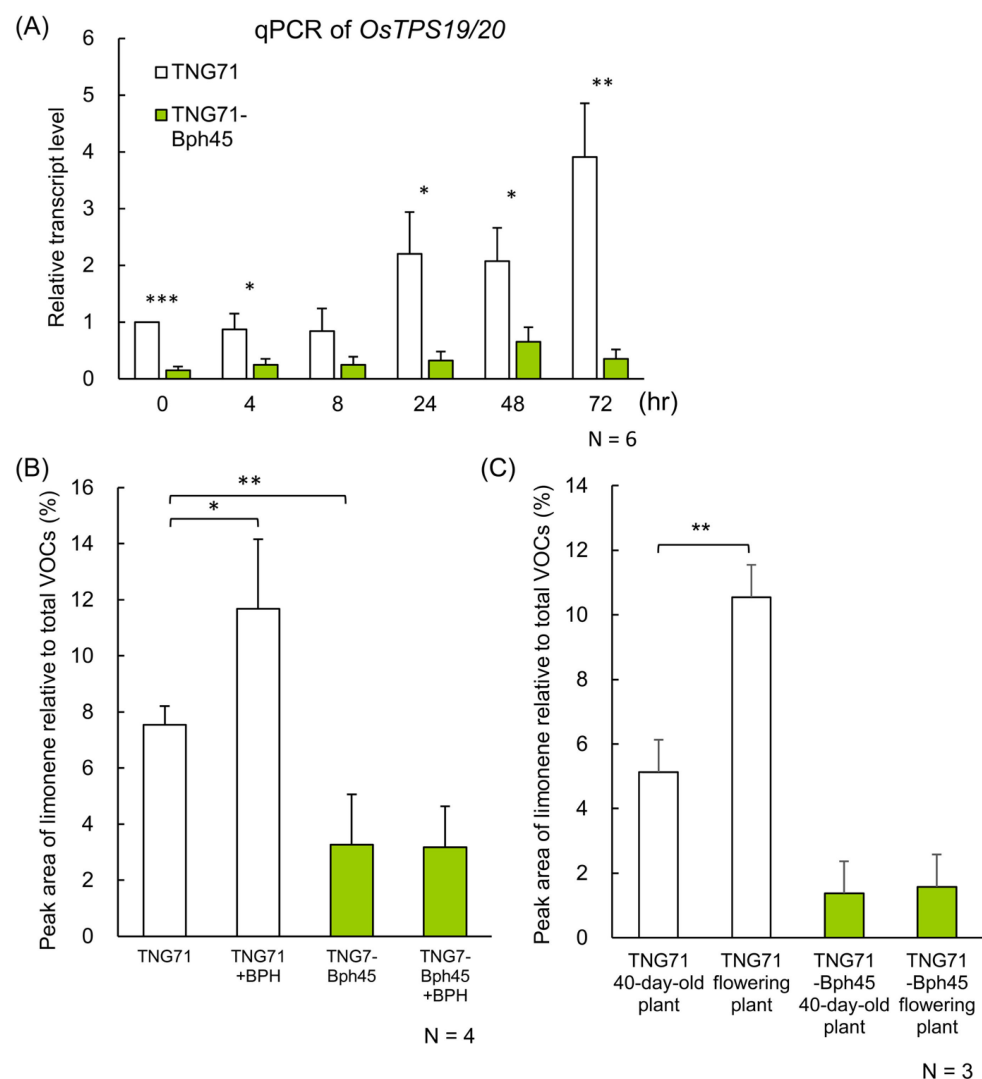 (A)
qPCR of OsTPS19/20
Relative transcript level
6
5
4
3
2
1
0
TNG71
TNG71-
Bph45
***
*
*
*
**
0 4 8 24 48 72 (hr)
N = 6
(B)
Peak area of limonene relative to total VOCs (%)
16
14
12
10
8
6
4
2
0
**
*
TNG71
TNG71
+BPH
TNG7-
Bph45
TNG7-
Bph45
+BPH
N = 4
(C)
Peak area of limonene relative to total VOCs (%)
14
12
10
8
6
4
2
0
**
TNG71
40-day-old
plant
TNG71
flowering
plant
TNG71
-Bph45
40-day-old
plant
TNG71
-Bph45
flowering
plant
N = 3